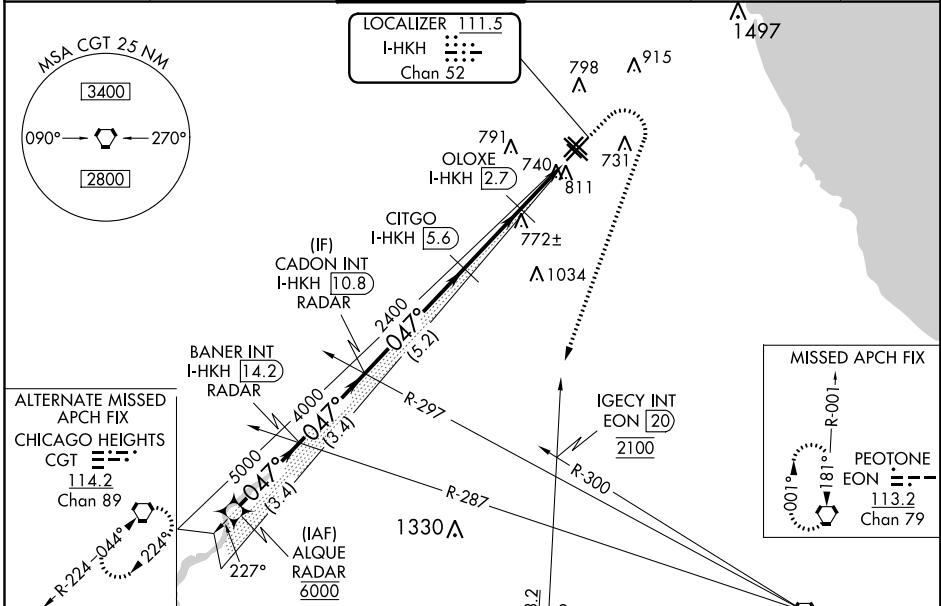 MSA CGT 25 NM
3400
090°
270°
2800
LOCALIZER 111.5
I-HKH
Chan 52
1497
915
798
791
740
731
811
OLOXE
I-HKH 2.7
772±
CITGO
I-HKH 5.6
1034
(IF)
CADON INT
I-HKH 10.8
RADAR
2400
047°
(5.2)
BANER INT
I-HKH 14.2
RADAR
4000
047°
(3.4)
R-297
IGECY INT
EON 20
2100
MISSED APCH FIX
R-001
181°
001°
PEOTONE
EON
113.2
Chan 79
ALTERNATE MISSED
APCH FIX
CHICAGO HEIGHTS
CGT
114.2
Chan 89
R-224
044°
224°
5000
047°
(3.4)
R-300
R-287
1330
(IAF)
ALQUE
RADAR
6000
227°